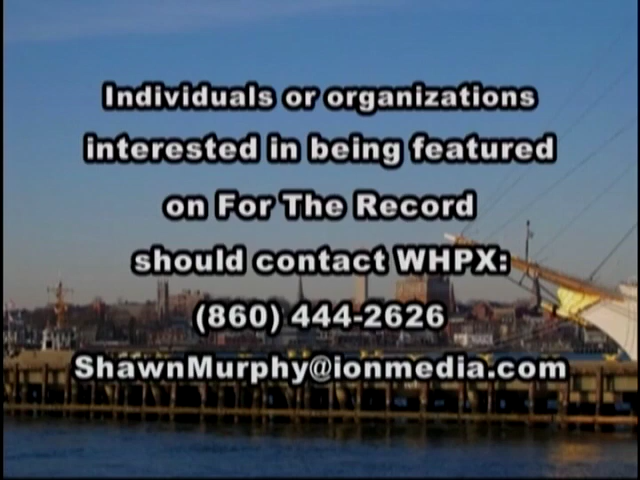 Individuals or organizations
interested in being featured
on For The Record
should contact WHPX:
(860) 444-2626
ShawnMurphy@ionmedia.com